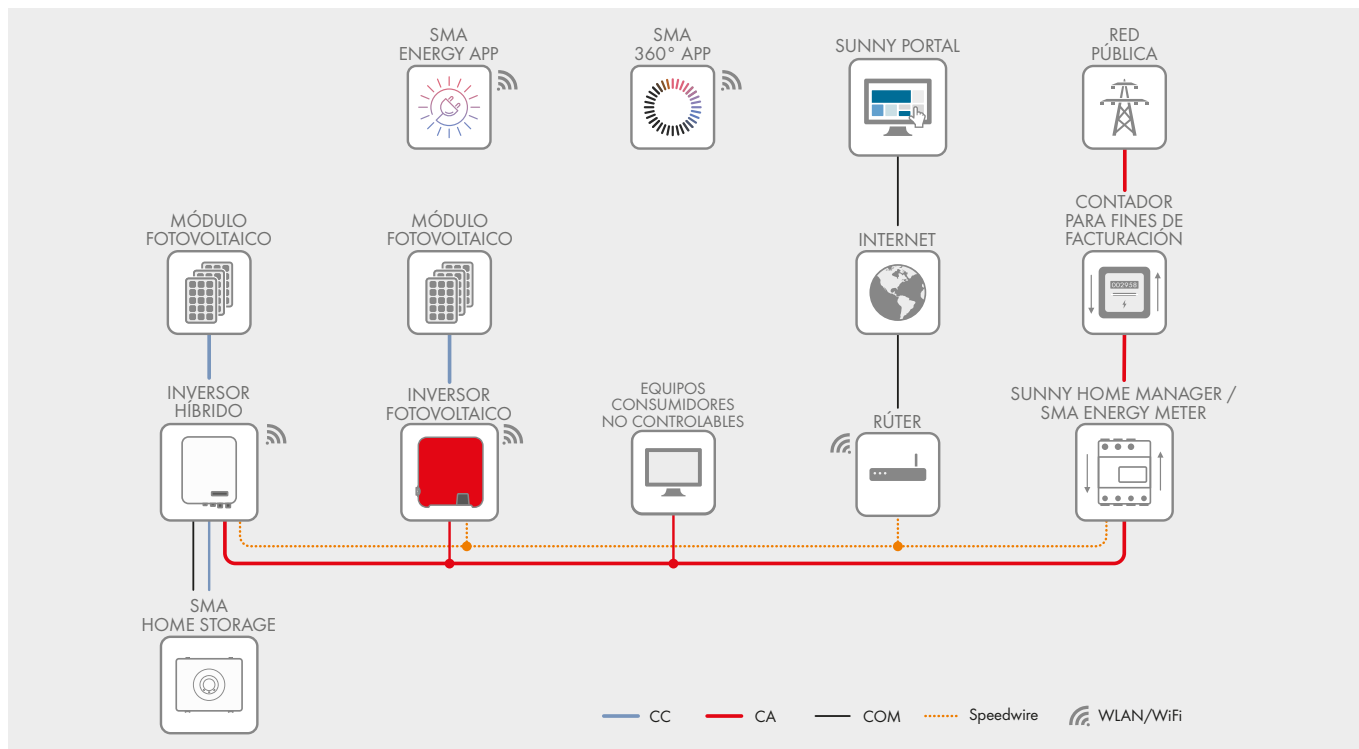 SMA
ENERGY APP
SMA
360° APP
SUNNY PORTAL
RED
PÚBLICA
MÓDULO
FOTOVOLTAICO
MÓDULO
FOTOVOLTAICO
INTERNET
CONTADOR
PARA FINES DE
FACTURACIÓN
002958
INVERSOR
HÍBRIDO
INVERSOR
FOTOVOLTAICO
EQUIPOS
CONSUMIDORES
NO CONTROLABLES
RÚTER
SUNNY HOME MANAGER /
SMA ENERGY METER
SMA
HOME STORAGE
CC
CA
COM
Speedwire
WLAN/WiFi